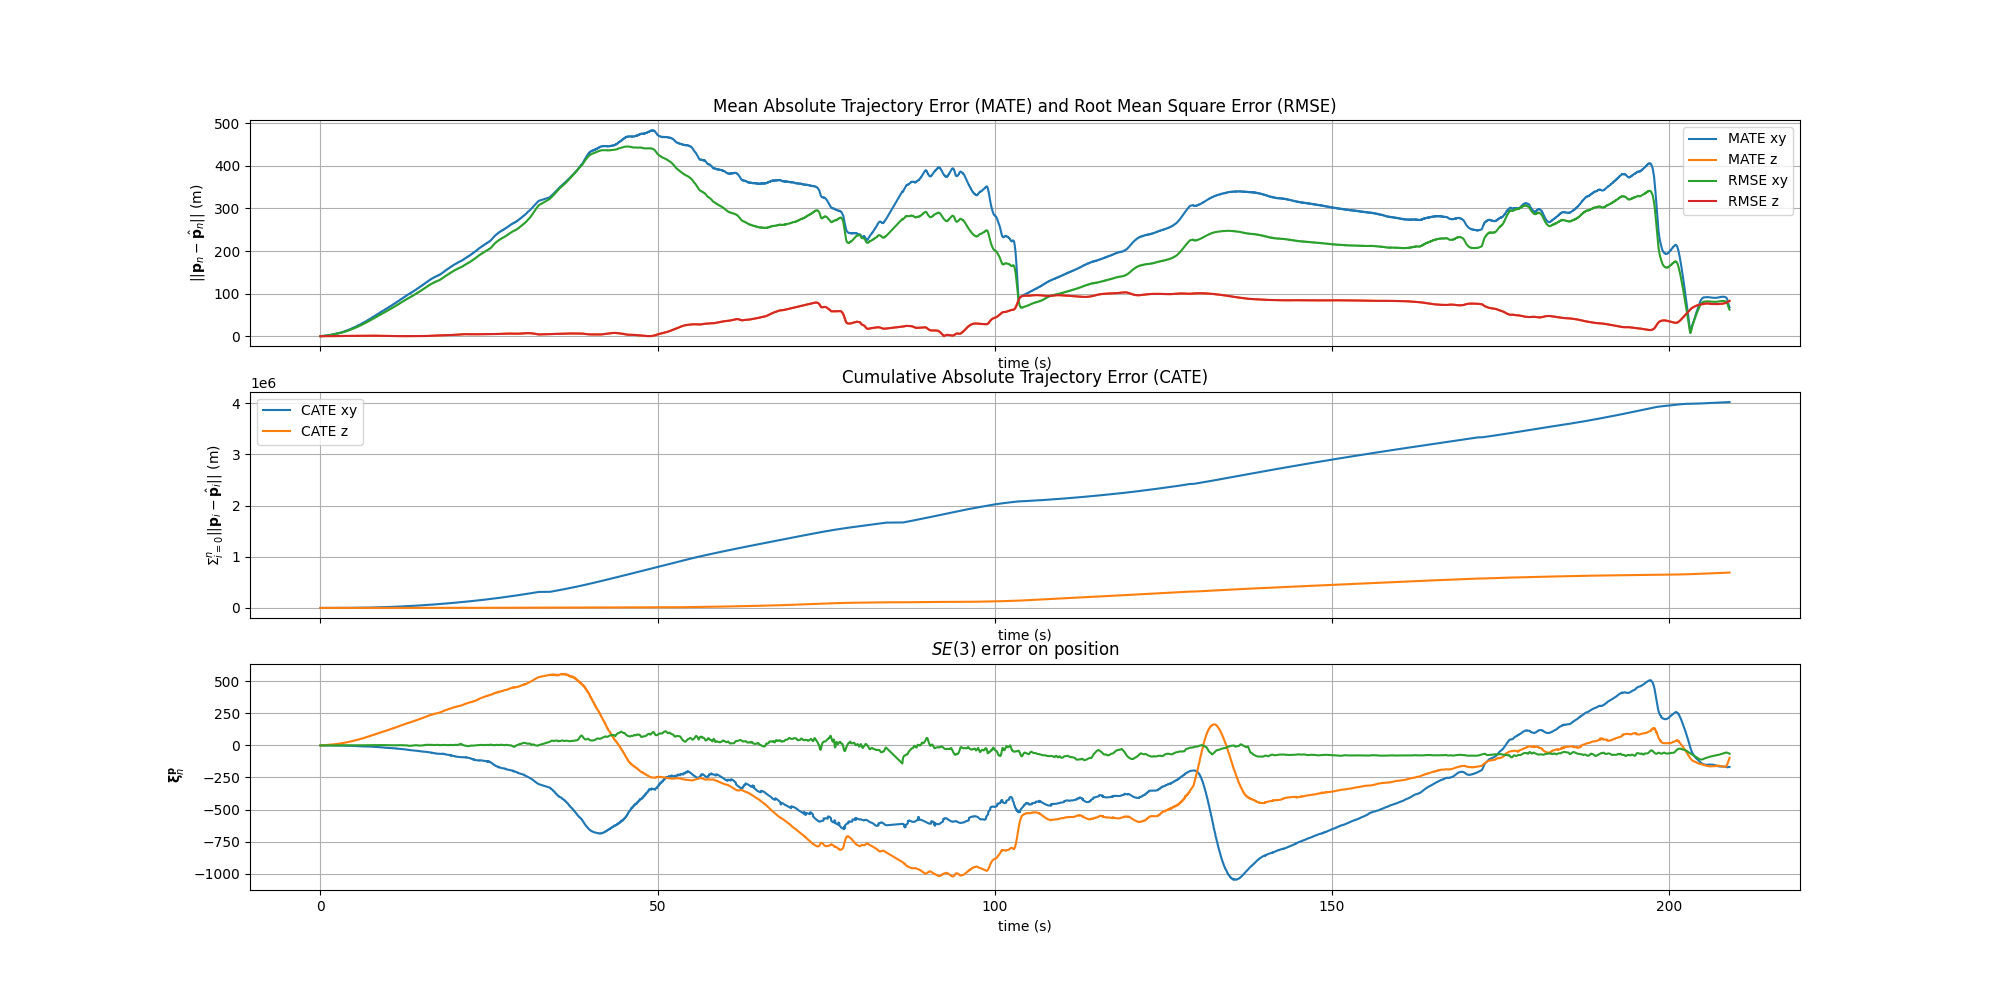 Mean Absolute Trajectory Error (MATE) and Root Mean Square Error (RMSE)
||𝐩ₙ − 𝐩̂ₙ|| (m)
500
400
300
200
100
0
MATE xy
MATE z
RMSE xy
RMSE z
time (s)
Cumulative Absolute Trajectory Error (CATE)
1e6
Σⁿᵢ₌₀||𝐩ᵢ − 𝐩̂ᵢ|| (m)
4
3
2
1
0
CATE xy
CATE z
time (s)
SE(3) error on position
𝛏ₙᵖ
500
250
0
−250
−500
−750
−1000
0 50 100 150 200
time (s)